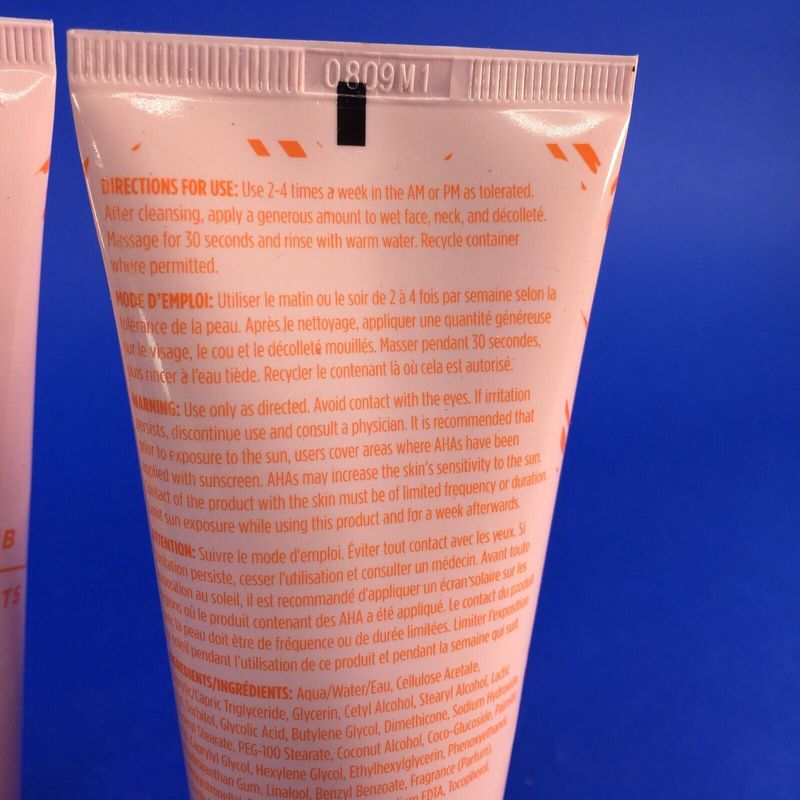 0809M1
DIRECTIONS FOR USE: Use 2-4 times a week in the AM or PM as tolerated.
After cleansing, apply a generous amount to wet face, neck, and décolleté.
Massage for 30 seconds and rinse with warm water. Recycle container
where permitted.
MODE D'EMPLOI: Utiliser le matin ou le soir de 2 à 4 fois par semaine selon la
tolérance de la peau. Après le nettoyage, appliquer une quantité généreuse
sur le visage, le cou et le décolleté mouillés. Masser pendant 30 secondes,
puis rincer à l'eau tiède. Recycler le contenant là où cela est autorisé.
WARNING: Use only as directed. Avoid contact with the eyes. If irritation
persists, discontinue use and consult a physician. It is recommended that
prior to exposure to the sun, users cover areas where AHAs have been
applied with sunscreen. AHAs may increase the skin's sensitivity to the sun.
ontact of the product with the skin must be of limited frequency or duration.
mit sun exposure while using this product and for a week afterwards.
TTENTION: Suivre le mode d'emploi. Éviter tout contact avec les yeux. Si
ritation persiste, cesser l'utilisation et consulter un médecin. Avant toute
position au soleil, il est recommandé d'appliquer un écran solaire sur les
gions où le produit contenant des AHA a été appliqué. Le contact du produit
la peau doit être de fréquence ou de durée limitées. Limiter l'exposition
soleil pendant l'utilisation de ce produit et pendant la semaine qui suit.
GREDIENTS/INGRÉDIENTS: Aqua/Water/Eau, Cellulose Acetate,
/Capric Triglyceride, Glycerin, Cetyl Alcohol, Stearyl Alcohol, Lactic
Sorbitol, Glycolic Acid, Butylene Glycol, Dimethicone, Sodium Hydroxide,
Stearate, PEG-100 Stearate, Coconut Alcohol, Coco-Glucoside,
Caprylyl Glycol, Hexylene Glycol, Ethylhexylglycerin, Phenoxyethanol,
Gum, Linalool, Benzyl Benzoate, Fragrance (Parfum),
EDTA, Tocopherol,
B
TS